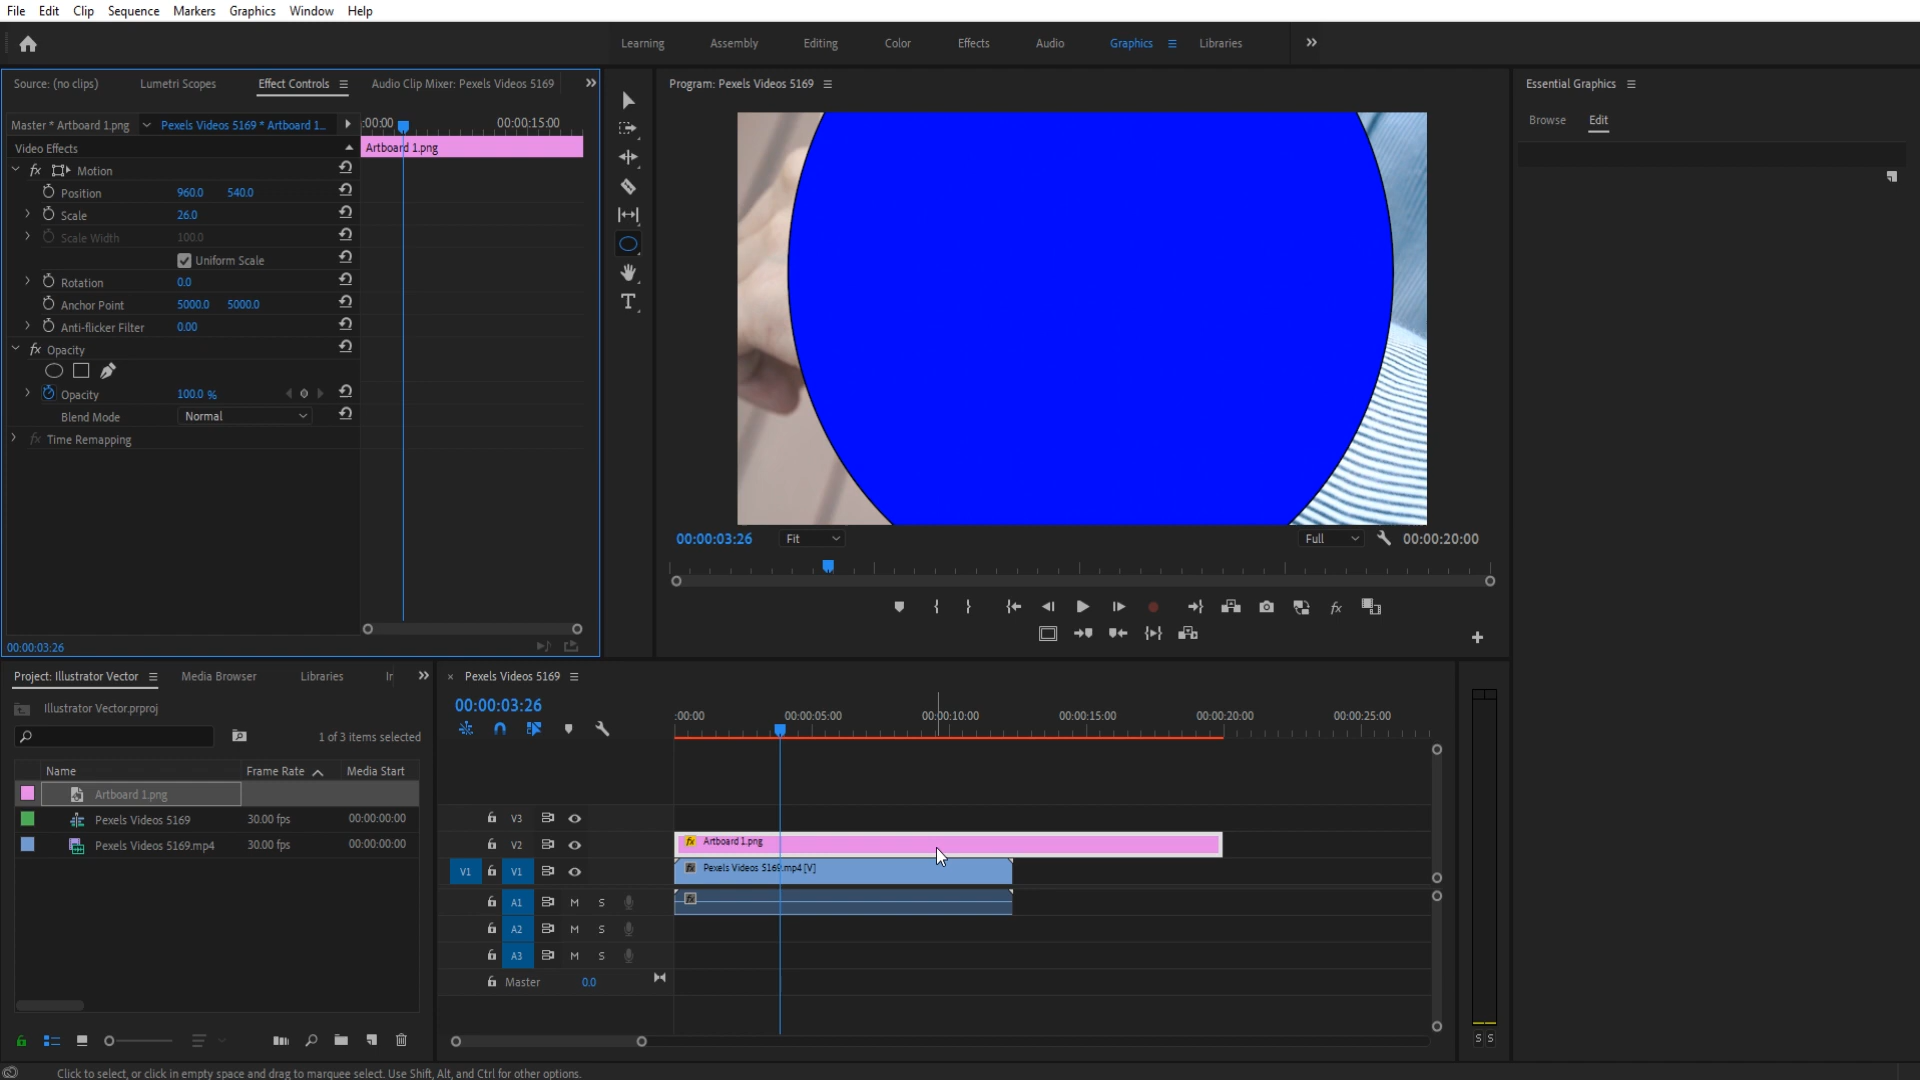 File Edit Clip Sequence Markers Graphics Window Help
Learning Assembly Editing Color Effects Audio Graphics Libraries
Source: (no clips) Lumetri Scopes Effect Controls Audio Clip Mixer: Pexels Videos 5169
Master * Artboard 1.png Pexels Videos 5169 * Artboard 1... :00:00 00:00:15:00
Video Effects Artboard 1.png
fx Motion
Position 960.0 540.0
Scale 26.0
Scale Width 100.0
Uniform Scale
Rotation 0.0
Anchor Point 5000.0 5000.0
Anti-flicker Filter 0.00
fx Opacity
Opacity 100.0 %
Blend Mode Normal
fx Time Remapping
00:00:03:26
T
Program: Pexels Videos 5169
00:00:03:26 Fit Full 00:00:20:00
fx
Essential Graphics
Browse Edit
Project: Illustrator Vector Media Browser Libraries Ir
Illustrator Vector.prproj
1 of 3 items selected
Name Frame Rate Media Start
Artboard 1.png
Pexels Videos 5169 30.00 fps 00:00:00:00
Pexels Videos 5169.mp4 30.00 fps 00:00:00:00
× Pexels Videos 5169
00:00:03:26
:00:00 00:00:05:00 00:00:10:00 00:00:15:00 00:00:20:00 00:00:25:00
V3
V2 fx Artboard 1.png
V1 V1 fx Pexels Videos 5169.mp4 [V]
A1 M S fx
A2 M S
A3 M S
Master 0.0
S S
Click to select, or click in empty space and drag to marquee select. Use Shift, Alt, and Ctrl for other options.